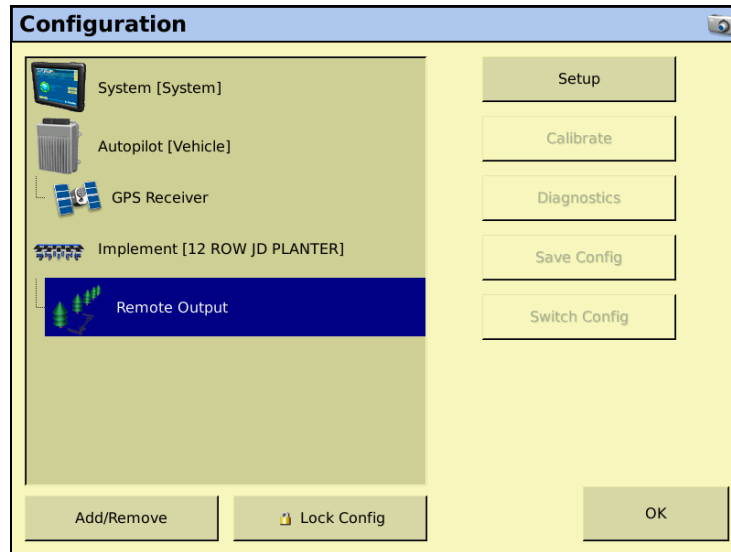 Configuration
System [System]
Autopilot [Vehicle]
GPS Receiver
Implement [12 ROW JD PLANTER]
Remote Output
Setup
Calibrate
Diagnostics
Save Config
Switch Config
Add/Remove
Lock Config
OK